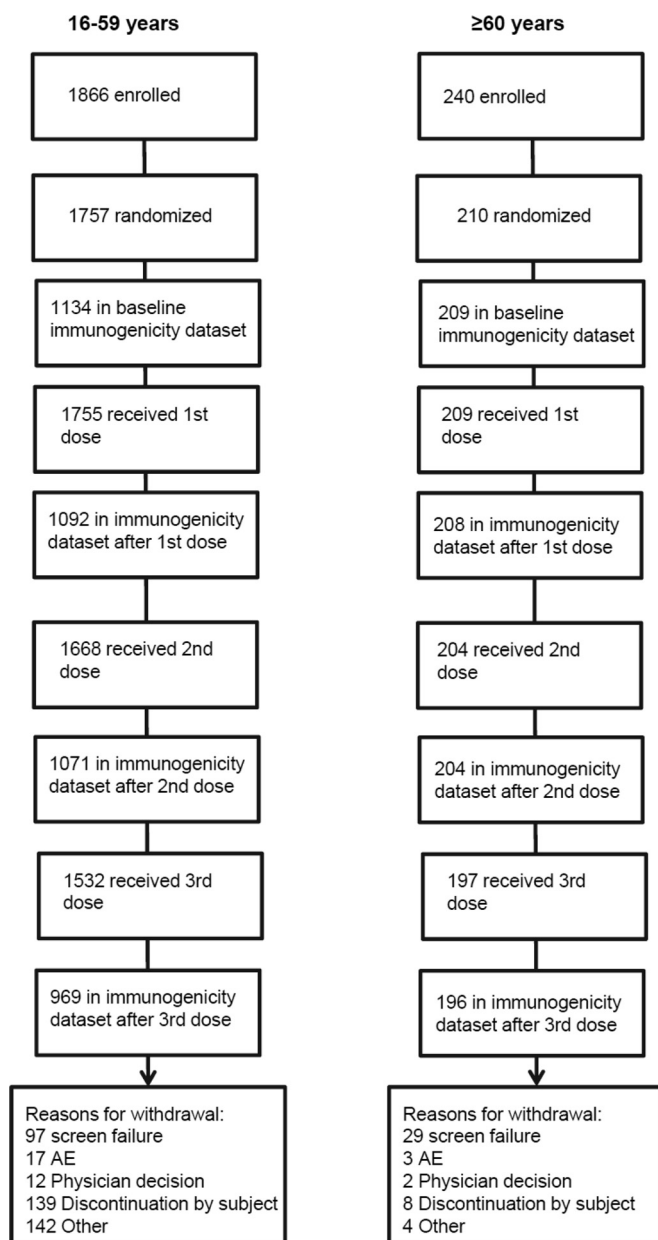 16-59 years
1866 enrolled
1757 randomized
1134 in baseline
immunogenicity dataset
1755 received 1st
dose
1092 in immunogenicity
dataset after 1st dose
1668 received 2nd
dose
1071 in immunogenicity
dataset after 2nd dose
1532 received 3rd
dose
969 in immunogenicity
dataset after 3rd dose
Reasons for withdrawal:
97 screen failure
17 AE
12 Physician decision
139 Discontinuation by subject
142 Other
≥60 years
240 enrolled
210 randomized
209 in baseline
immunogenicity dataset
209 received 1st
dose
208 in immunogenicity
dataset after 1st dose
204 received 2nd
dose
204 in immunogenicity
dataset after 2nd dose
197 received 3rd
dose
196 in immunogenicity
dataset after 3rd dose
Reasons for withdrawal:
29 screen failure
3 AE
2 Physician decision
8 Discontinuation by subject
4 Other